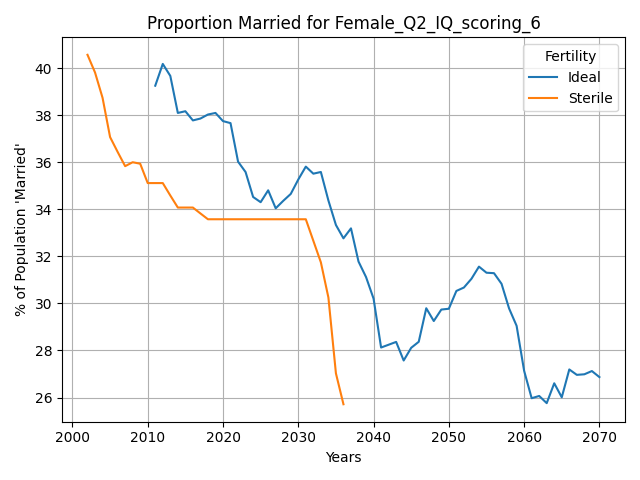 Proportion Married for Female_Q2_IQ_scoring_6
% of Population 'Married'
40
38
36
34
32
30
28
26
Fertility
Ideal
Sterile
2000 2010 2020 2030 2040 2050 2060 2070
Years